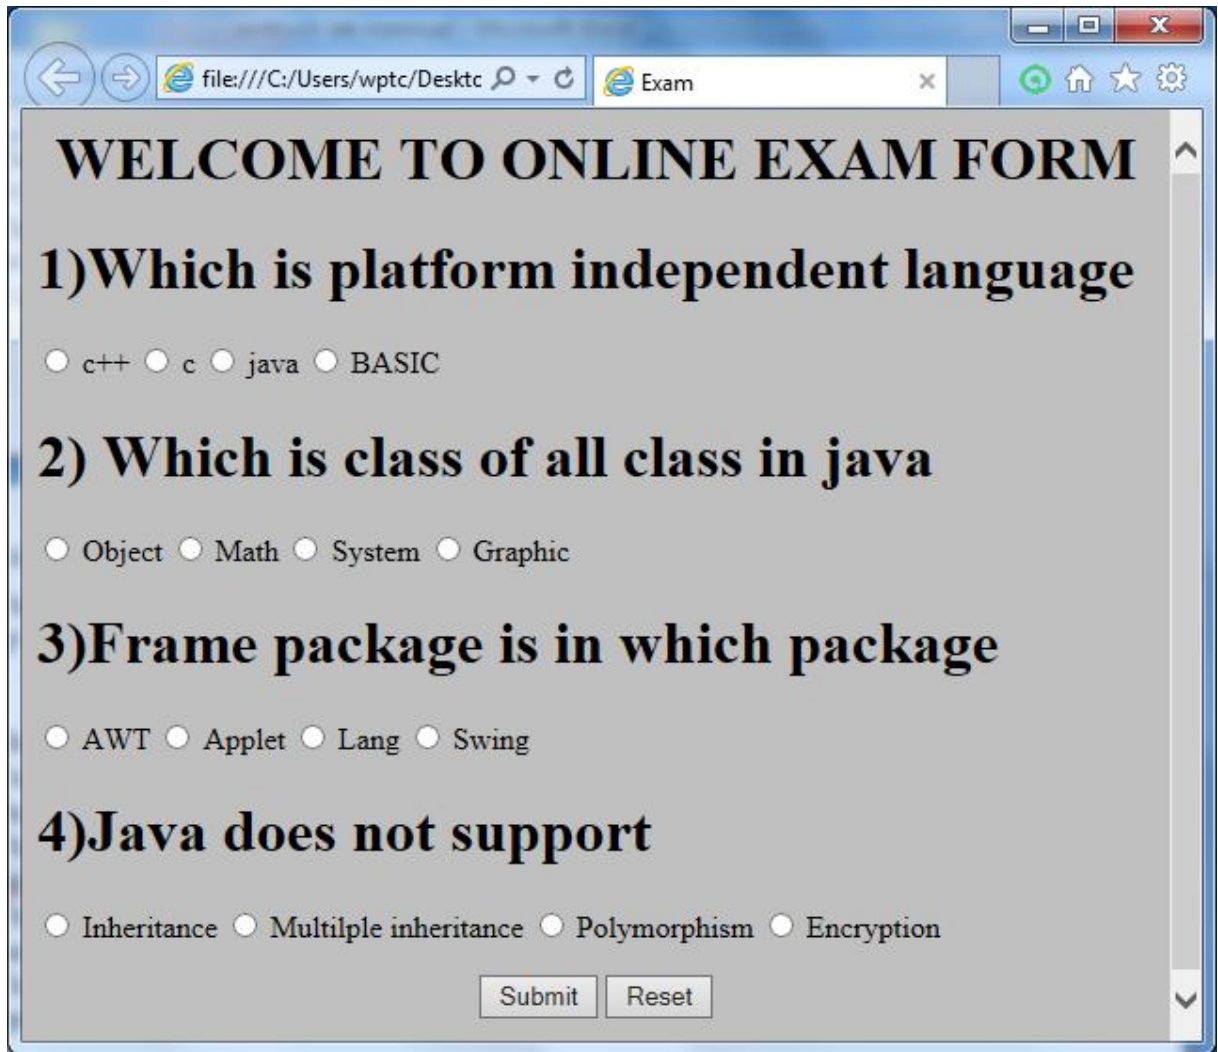 file:///C:/Users/wptc/Desktc
Exam
WELCOME TO ONLINE EXAM FORM
1)Which is platform independent language
c++ c java BASIC
2) Which is class of all class in java
Object Math System Graphic
3)Frame package is in which package
AWT Applet Lang Swing
4)Java does not support
Inheritance Multilple inheritance Polymorphism Encryption
Submit Reset